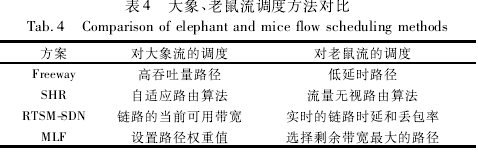 表4 大象、老鼠流调度方法对比
Tab. 4 Comparison of elephant and mice flow scheduling methods
方案 对大象流的调度 对老鼠流的调度
Freeway 高吞吐量路径 低延时路径
SHR 自适应路由算法 流量无视路由算法
RTSM-SDN 链路的当前可用带宽 实时的链路时延和丢包率
MLF 设置路径权重值 选择剩余带宽最大的路径